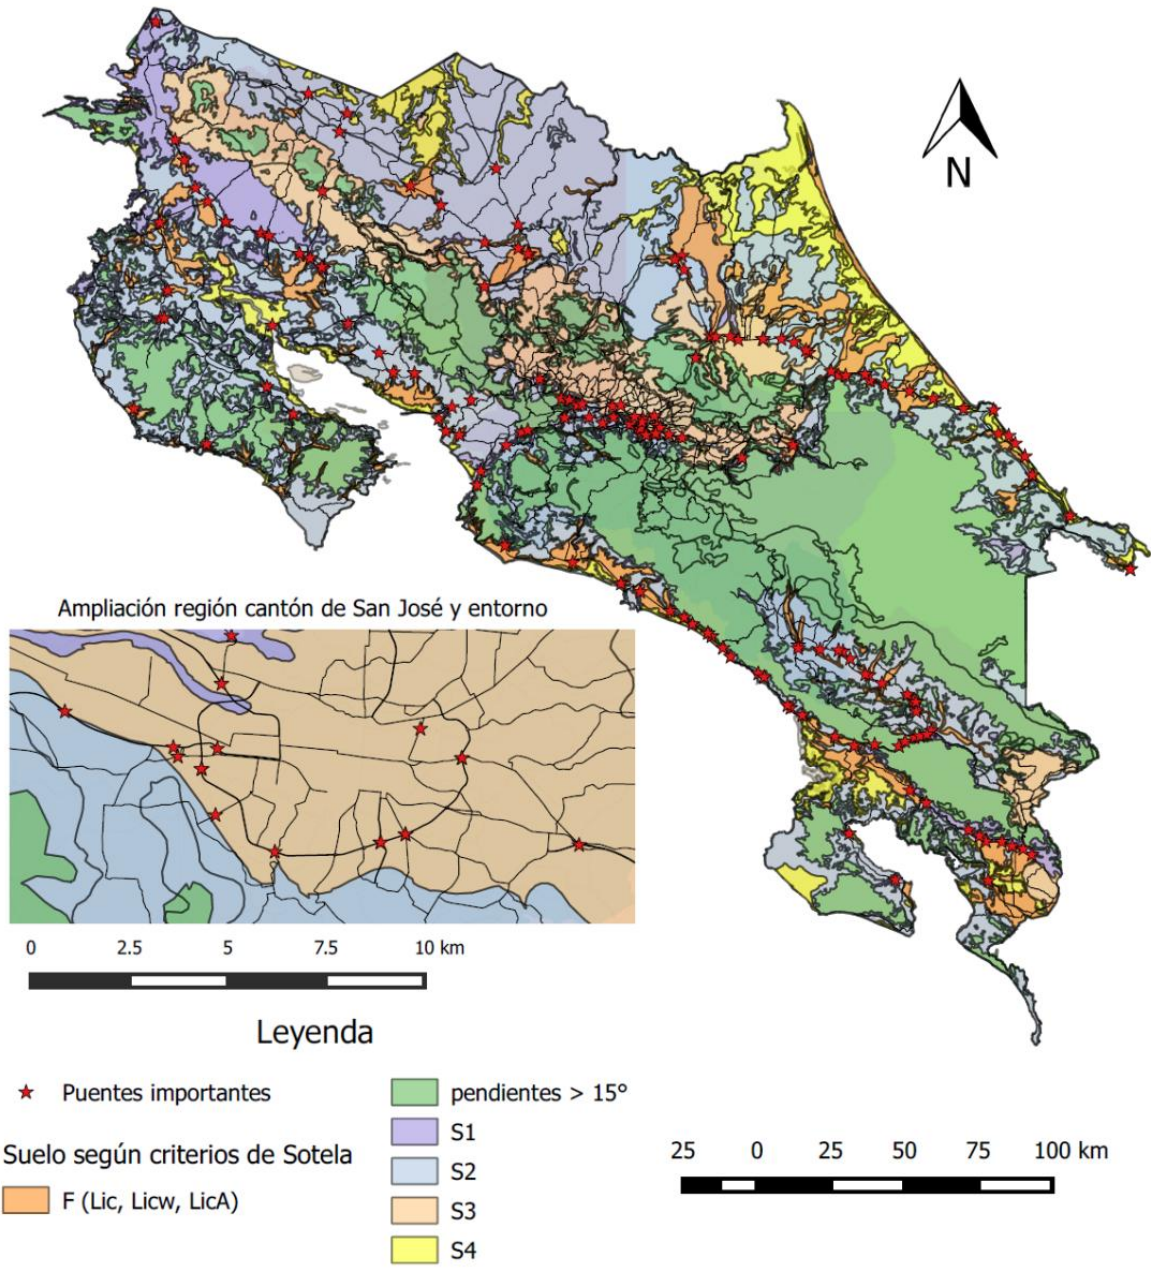 N
Ampliación región cantón de San José y entorno
0 2.5 5 7.5 10 km
Leyenda
Puentes importantes
Suelo según criterios de Sotela
F (Lic, Licw, LicA)
pendientes > 15°
S1
S2
S3
S4
25 0 25 50 75 100 km